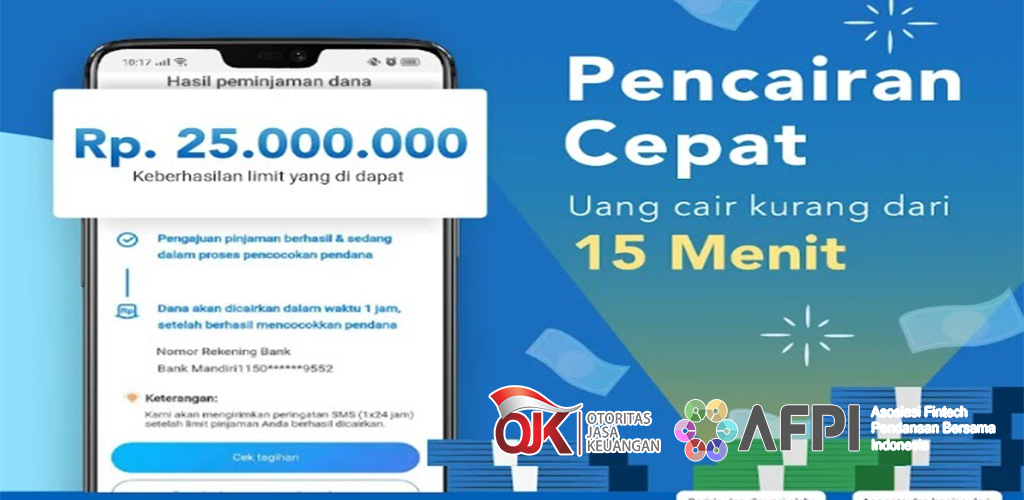 10:17
Hasil peminjaman dana
Rp. 25.000.000
Keberhasilan limit yang di dapat
Pengajuan pinjaman berhasil & sedang
dalam proses pencocokan pendana
Rp
Dana akan dicairkan dalam waktu 1 jam,
setelah berhasil mencocokkan pendana
Nomor Rekening Bank
Bank Mandiri1150******9552
Keterangan:
Kami akan mengirimkan peringatan SMS (1x24 jam)
setelah limit pinjaman Anda berhasil dicairkan.
Cek tagihan
Pencairan
Cepat
Uang cair kurang dari
15 Menit
OJK
OTORITAS
JASA
KEUANGAN
AFPI
Asosiasi Fintech
Pendanaan Bersama
Indonesia